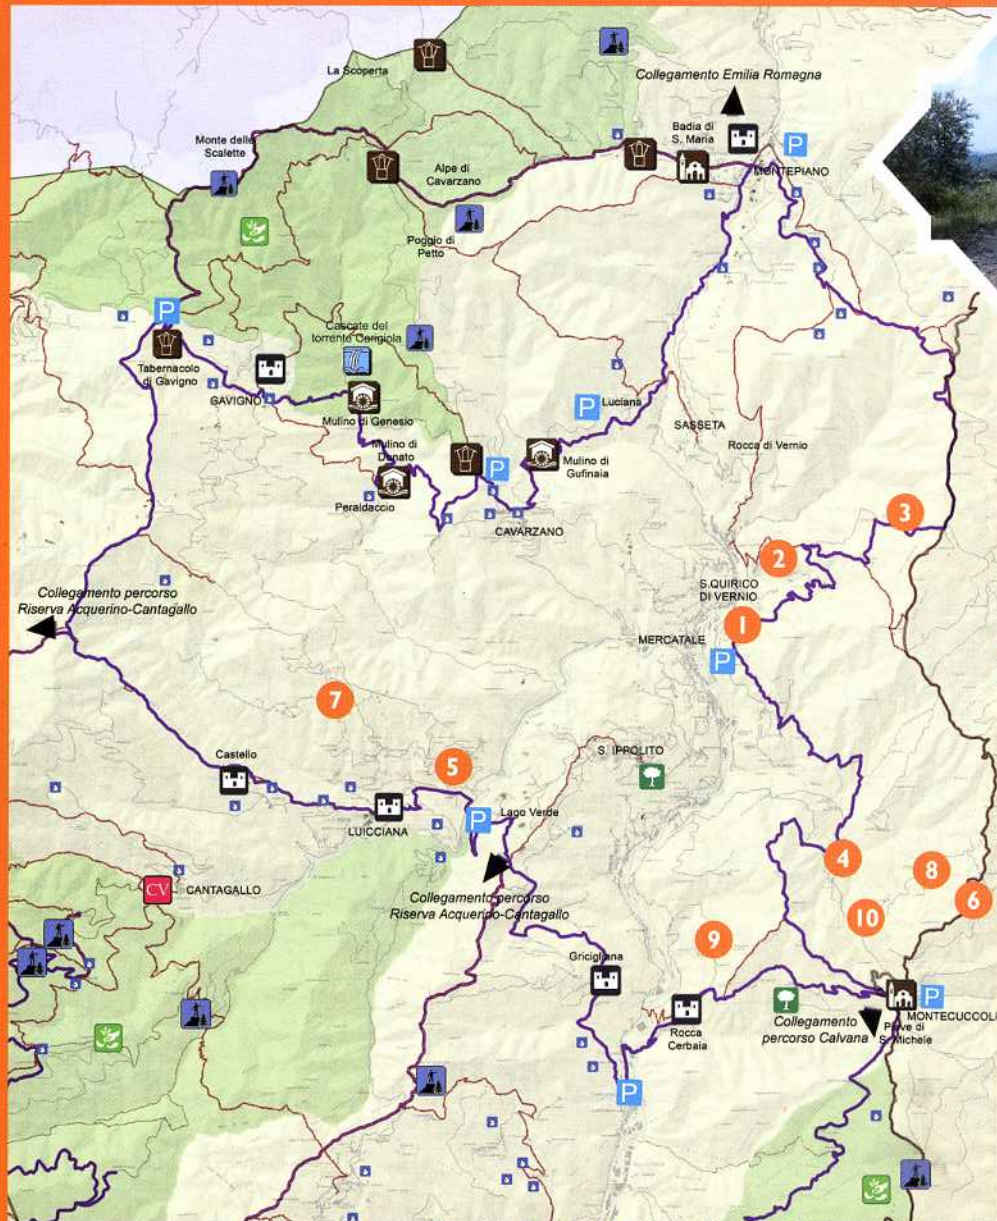 La Scoperta
Collegamento Emilia Romagna
Badia di
S. Maria
P
MONTEPIANO
Monte delle
Scalette
Alpe di
Cavarzano
Poggio di
Petto
P
Tabernacolo
di Gavigno
Cascate del
torrente Carigiola
GAVIGNO
Mulino di Genesio
Mulino di
Donato
Peraldaccio
P
Luciana
P
Mulino di
Gufinaia
CAVARZANO
SASSETA
Rocca di Vernio
3
2
S.QUIRICO
DI VERNIO
1
MERCATALE
P
Collegamento percorso
Riserva Acquerino-Cantagallo
7
Castello
5
S. IPPOLITO
LUICCIANA
P
Lago Verde
4
8
6
10
9
CV
CANTAGALLO
Collegamento percorso
Riserva Acquerino-Cantagallo
Gricigliana
Rocca
Cerbaia
P
P
MONTECUCCOLI
Pieve di
S. Michele
Collegamento
percorso Calvana